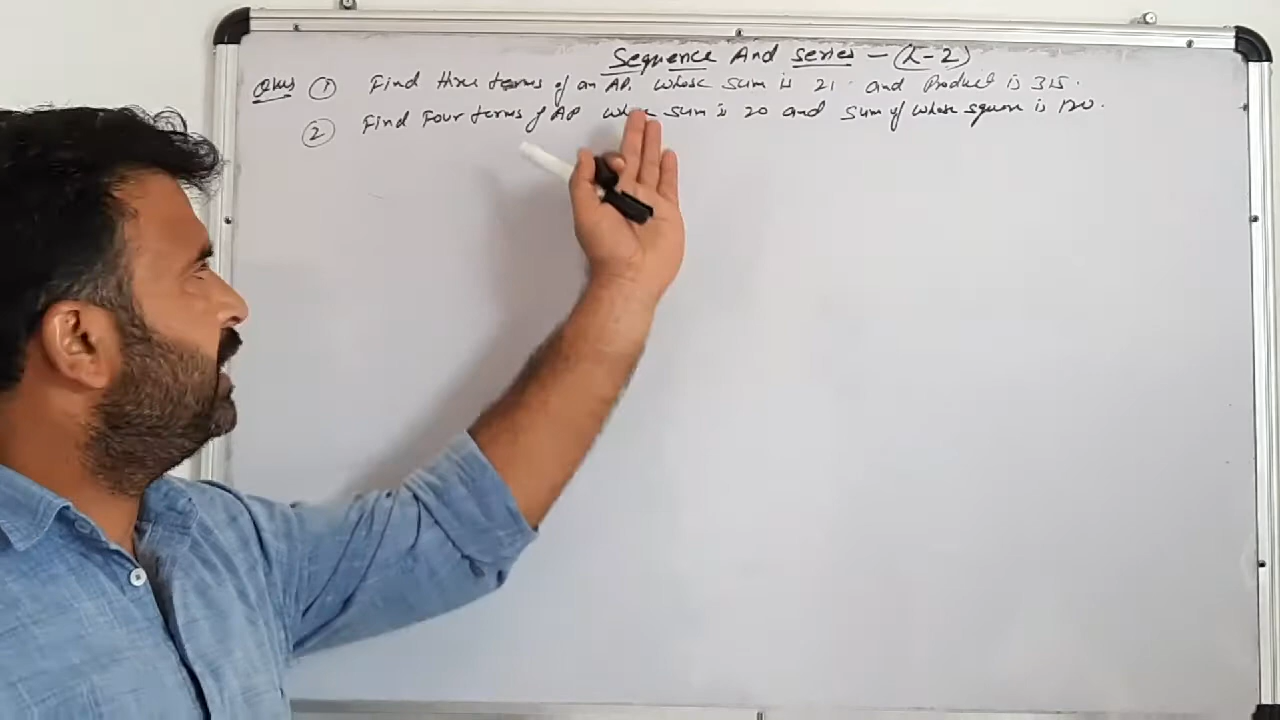 Sequence And Series - (L-2)
Ques ① Find three terms of an AP. whose sum is 21. and Product is 315.
② Find Four terms of AP whose sum is 20 and sum of whose square is 120.